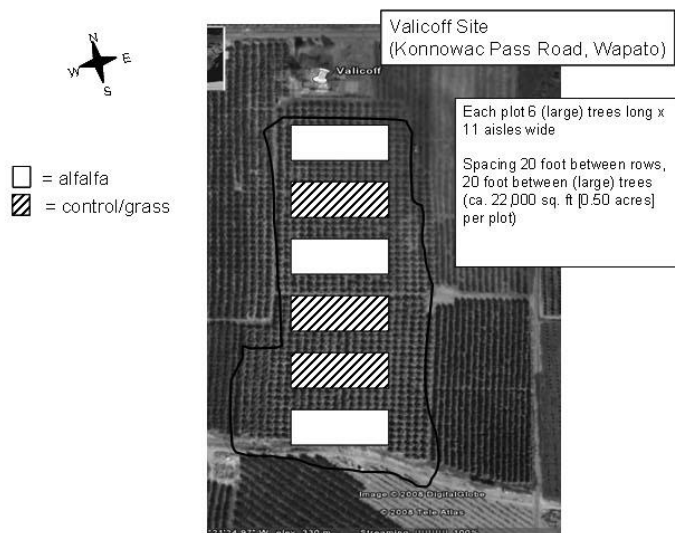 Valicoff Site
(Konnowac Pass Road, Wapato)
N
W E
S
Valicoff
Each plot 6 (large) trees long x
11 aisles wide
Spacing 20 foot between rows,
20 foot between (large) trees
(ca. 22,000 sq. ft [0.50 acres]
per plot)
= alfalfa
= control/grass
Image © 2008 DigitalGlobe
© 2008 Tele Atlas